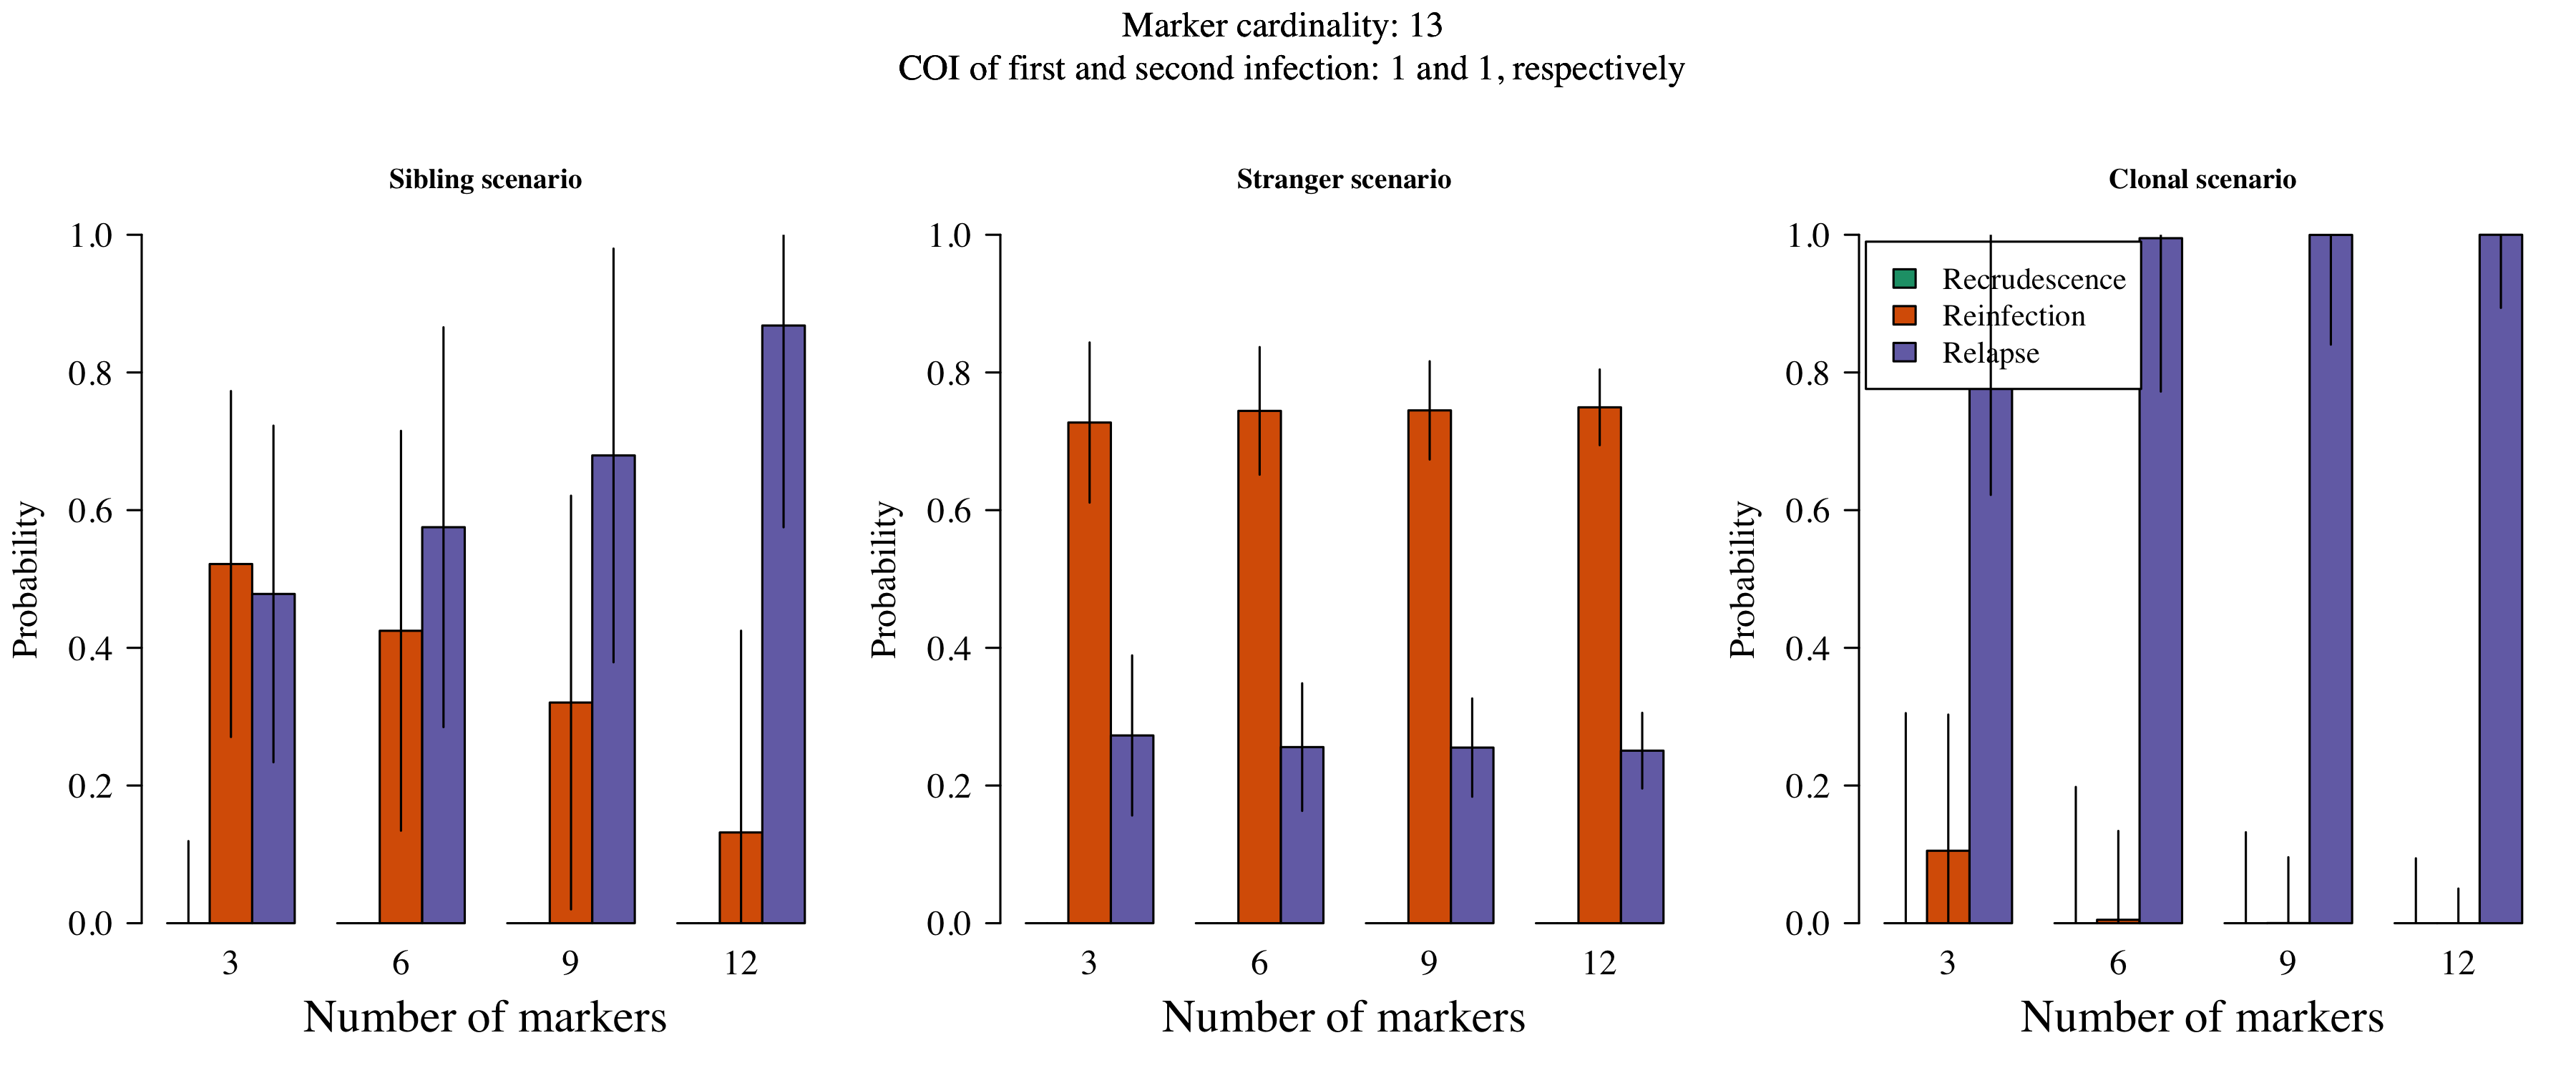 Marker cardinality: 13
COI of first and second infection: 1 and 1, respectively
Sibling scenario
1.0
0.8
0.6
0.4
0.2
0.0
Probability
3 6 9 12
Number of markers
Stranger scenario
1.0
0.8
0.6
0.4
0.2
0.0
Probability
3 6 9 12
Number of markers
Clonal scenario
1.0
0.8
0.6
0.4
0.2
0.0
Probability
Recrudescence
Reinfection
Relapse
3 6 9 12
Number of markers